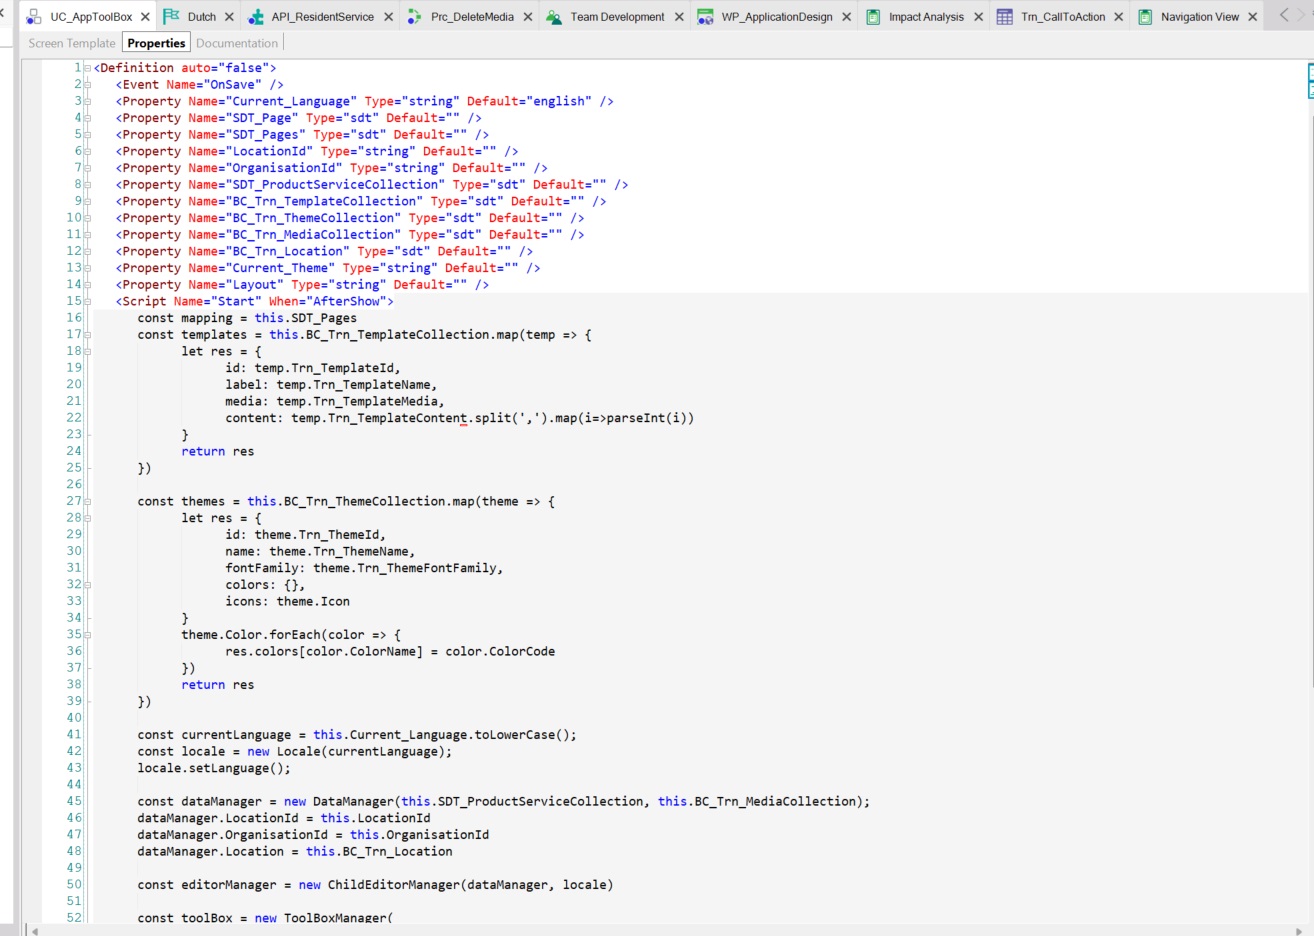 UC_AppToolBox Dutch API_ResidentService Prc_DeleteMedia Team Development WP_ApplicationDesign Impact Analysis Trn_CallToAction Navigation View
Screen Template Properties Documentation
1 <Definition auto="false">
2 <Event Name="OnSave" />
3 <Property Name="Current_Language" Type="string" Default="english" />
4 <Property Name="SDT_Page" Type="sdt" Default="" />
5 <Property Name="SDT_Pages" Type="sdt" Default="" />
6 <Property Name="LocationId" Type="string" Default="" />
7 <Property Name="OrganisationId" Type="string" Default="" />
8 <Property Name="SDT_ProductServiceCollection" Type="sdt" Default="" />
9 <Property Name="BC_Trn_TemplateCollection" Type="sdt" Default="" />
10 <Property Name="BC_Trn_ThemeCollection" Type="sdt" Default="" />
11 <Property Name="BC_Trn_MediaCollection" Type="sdt" Default="" />
12 <Property Name="BC_Trn_Location" Type="sdt" Default="" />
13 <Property Name="Current_Theme" Type="string" Default="" />
14 <Property Name="Layout" Type="string" Default="" />
15 <Script Name="Start" When="AfterShow">
16 const mapping = this.SDT_Pages
17 const templates = this.BC_Trn_TemplateCollection.map(temp => {
18 let res = {
19 id: temp.Trn_TemplateId,
20 label: temp.Trn_TemplateName,
21 media: temp.Trn_TemplateMedia,
22 content: temp.Trn_TemplateContent.split(',').map(i=>parseInt(i))
23 }
24 return res
25 })
26
27 const themes = this.BC_Trn_ThemeCollection.map(theme => {
28 let res = {
29 id: theme.Trn_ThemeId,
30 name: theme.Trn_ThemeName,
31 fontFamily: theme.Trn_ThemeFontFamily,
32 colors: {},
33 icons: theme.Icon
34 }
35 theme.Color.forEach(color => {
36 res.colors[color.ColorName] = color.ColorCode
37 })
38 return res
39 })
40
41 const currentLanguage = this.Current_Language.toLowerCase();
42 const locale = new Locale(currentLanguage);
43 locale.setLanguage();
44
45 const dataManager = new DataManager(this.SDT_ProductServiceCollection, this.BC_Trn_MediaCollection);
46 dataManager.LocationId = this.LocationId
47 dataManager.OrganisationId = this.OrganisationId
48 dataManager.Location = this.BC_Trn_Location
49
50 const editorManager = new ChildEditorManager(dataManager, locale)
51
52 const toolBox = new ToolBoxManager(